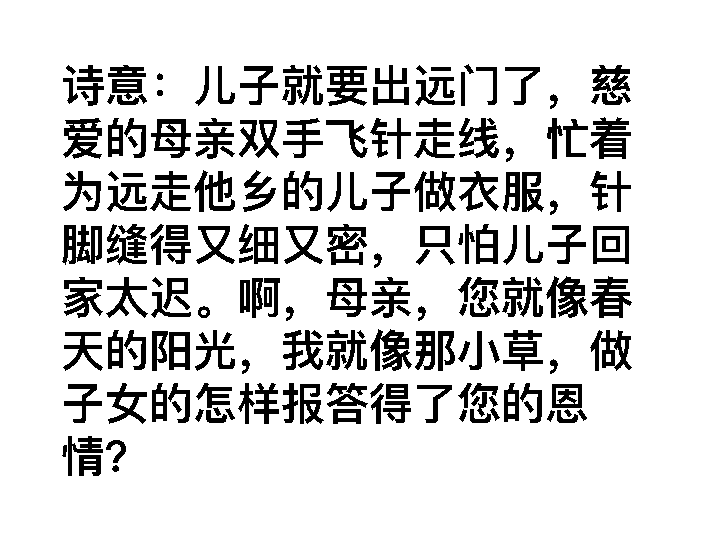 诗意：儿子就要出远门了，慈
爱的母亲双手飞针走线，忙着
为远走他乡的儿子做衣服，针
脚缝得又细又密，只怕儿子回
家太迟。啊，母亲，您就像春
天的阳光，我就像那小草，做
子女的怎样报答得了您的恩
情？